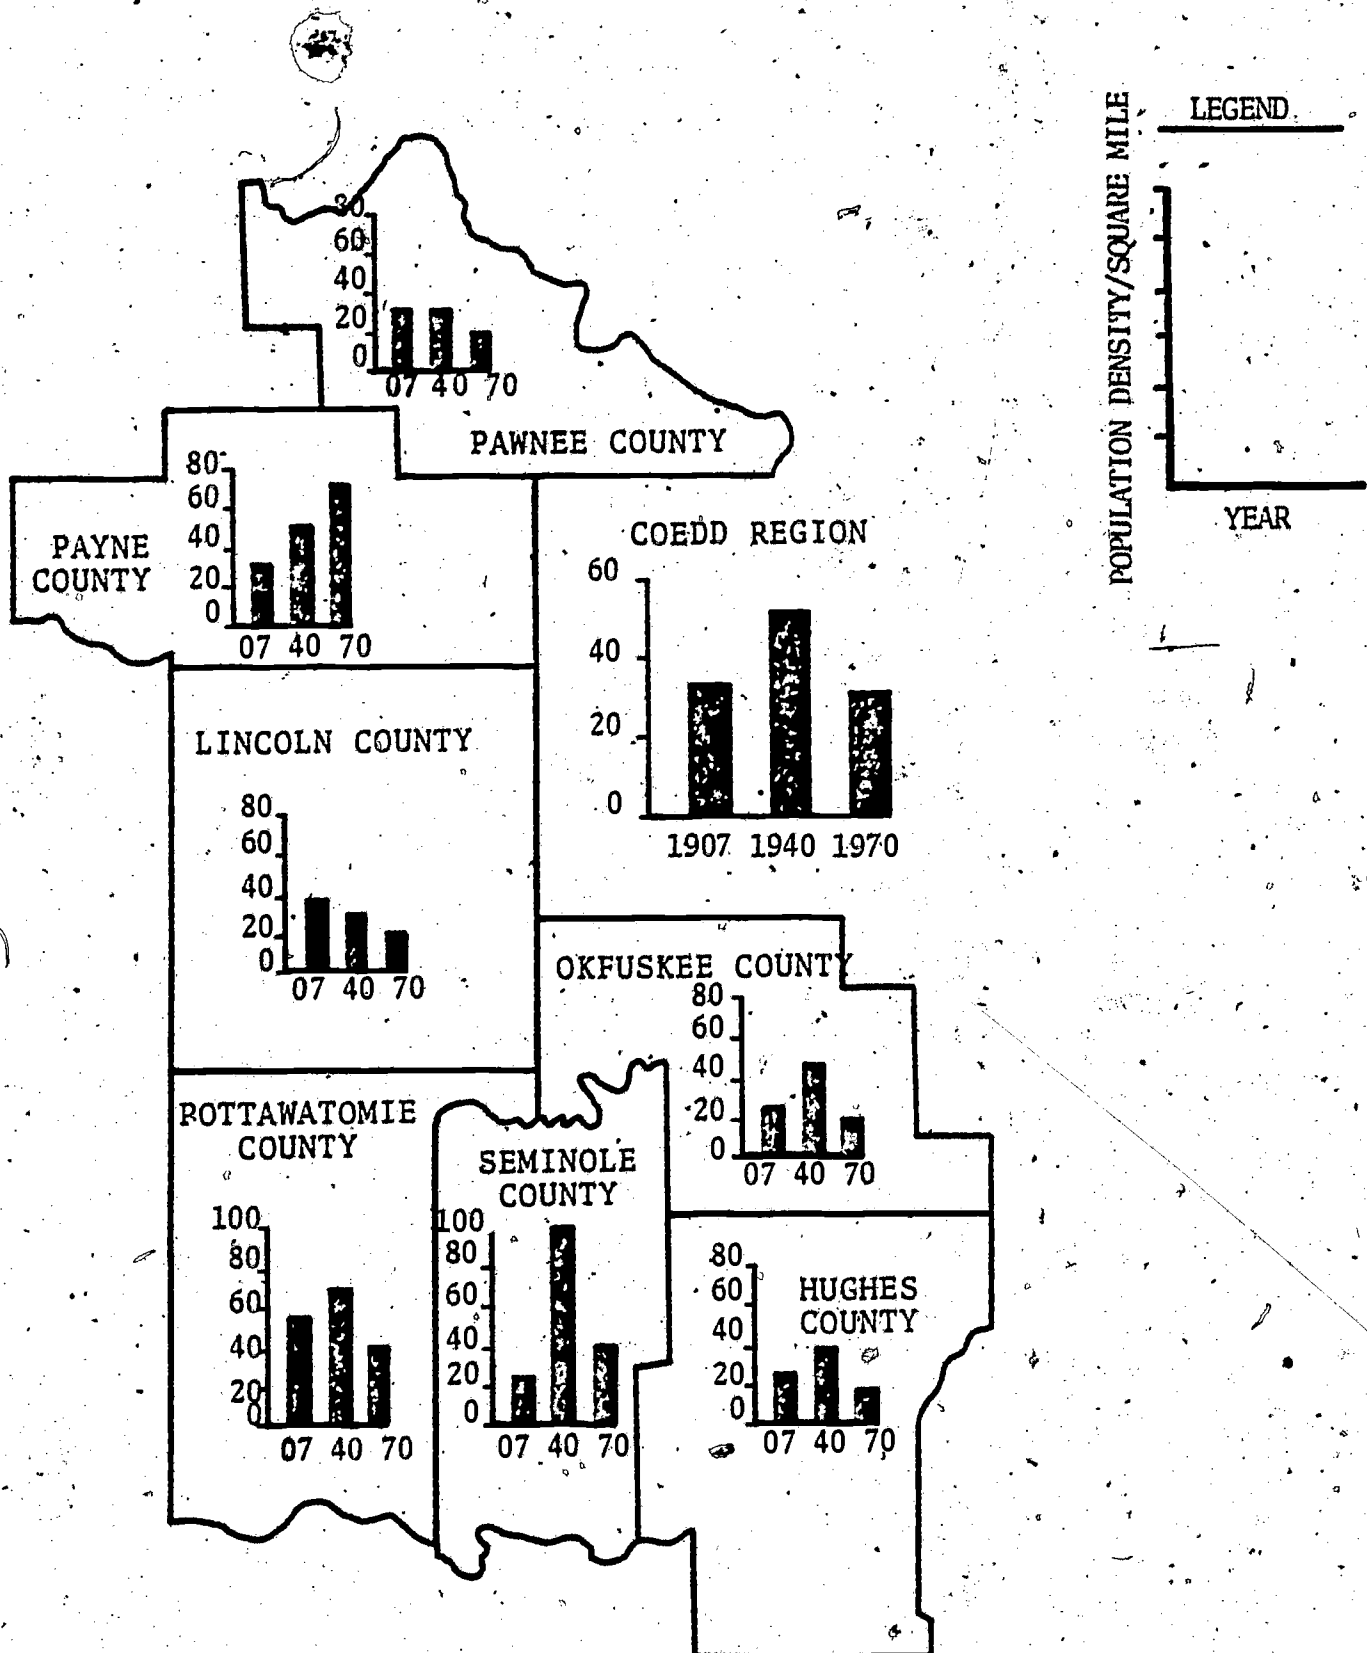 LEGEND
POPULATION DENSITY/SQUARE MILE
YEAR
80
60
40
20
0
07 40 70
PAWNEE COUNTY
80
60
40
20
0
07 40 70
PAYNE
COUNTY
COEDD REGION
60
40
20
0
1907 1940 1970
LINCOLN COUNTY
80
60
40
20
0
07 40 70
OKFUSKEE COUNTY
80
60
40
20
0
07 40 70
POTTAWATOMIE
COUNTY
100
80
60
40
20
0
07 40 70
SEMINOLE
COUNTY
100
80
60
40
20
0
07 40 70
HUGHES
COUNTY
80
60
40
20
0
07 40 70